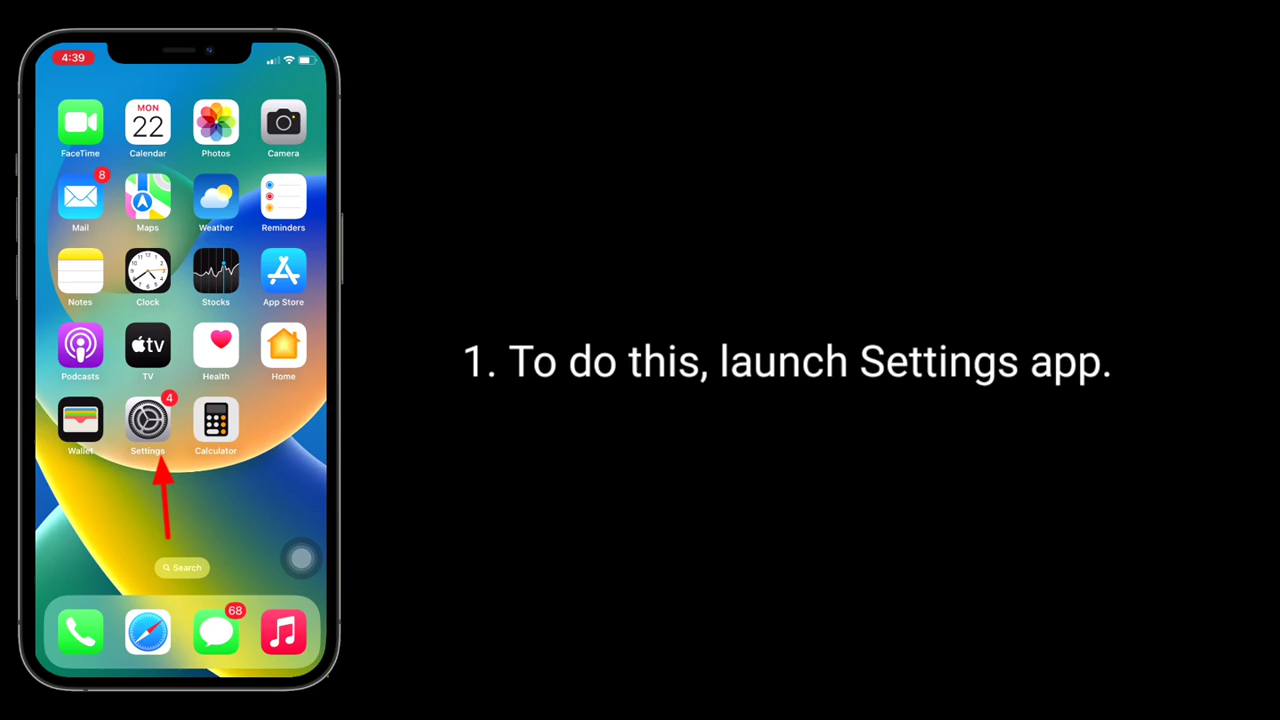 4:39
MON
22
FaceTime
Calendar
Photos
Camera
8
Mail
Maps
Weather
Reminders
Notes
Clock
Stocks
App Store
tv
Podcasts
TV
Health
Home
4
Wallet
Settings
Calculator
Search
68
1. To do this, launch Settings app.